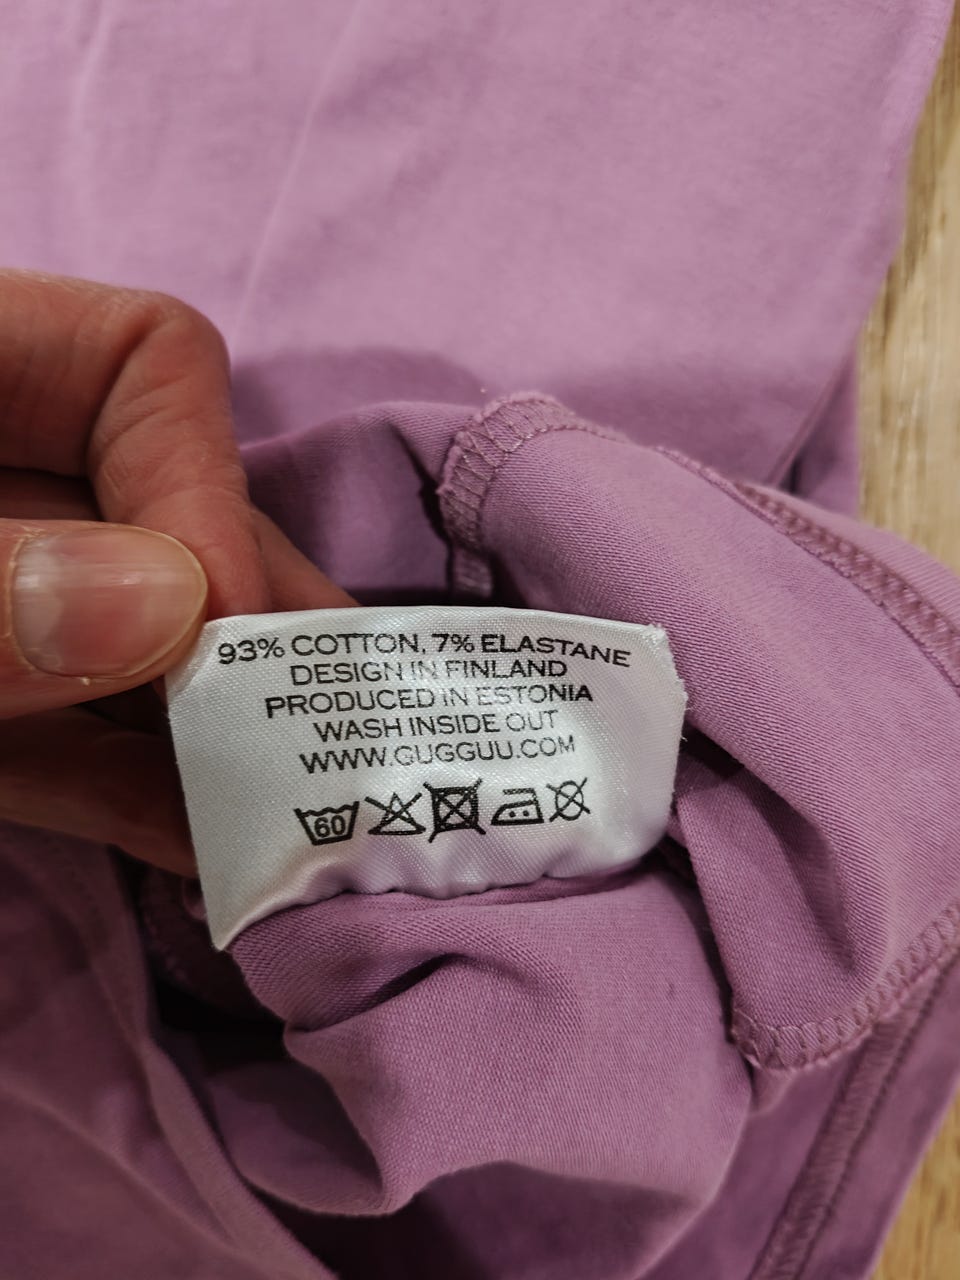 93% COTTON, 7% ELASTANE
DESIGN IN FINLAND
PRODUCED IN ESTONIA
WASH INSIDE OUT
WWW.GUGGUU.COM
60